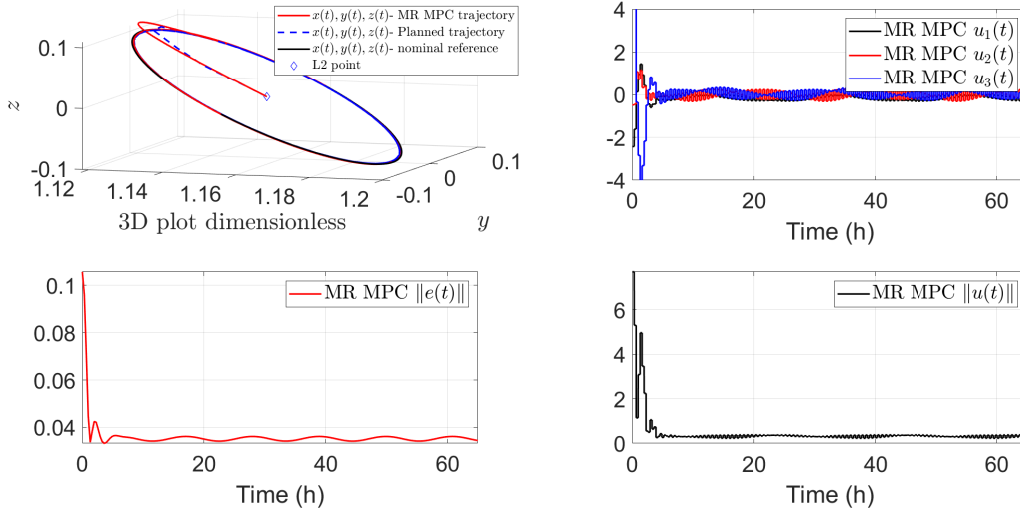 x(t), y(t), z(t)- MR MPC trajectory
x(t), y(t), z(t)- Planned trajectory
x(t), y(t), z(t)- nominal reference
L2 point
0.1
0
-0.1
z
1.12
1.14
1.16
1.18
1.2
-0.1
0
0.1
y
3D plot dimensionless
MR MPC u₁(t)
MR MPC u₂(t)
MR MPC u₃(t)
4
2
0
-2
-4
0
20
40
60
Time (h)
MR MPC ‖e(t)‖
0.1
0.08
0.06
0.04
0
20
40
60
Time (h)
MR MPC ‖u(t)‖
6
4
2
0
0
20
40
60
Time (h)